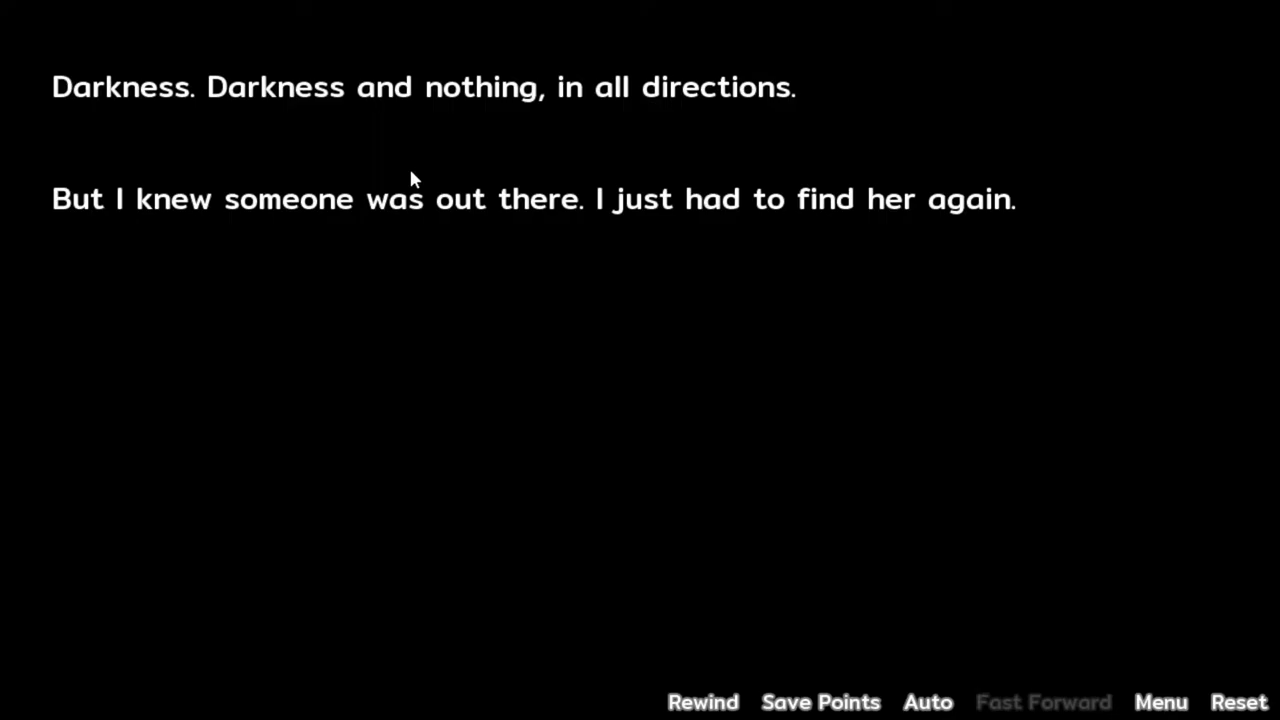 Darkness. Darkness and nothing, in all directions.
But I knew someone was out there. I just had to find her again.
Rewind Save Points Auto Fast Forward Menu Reset